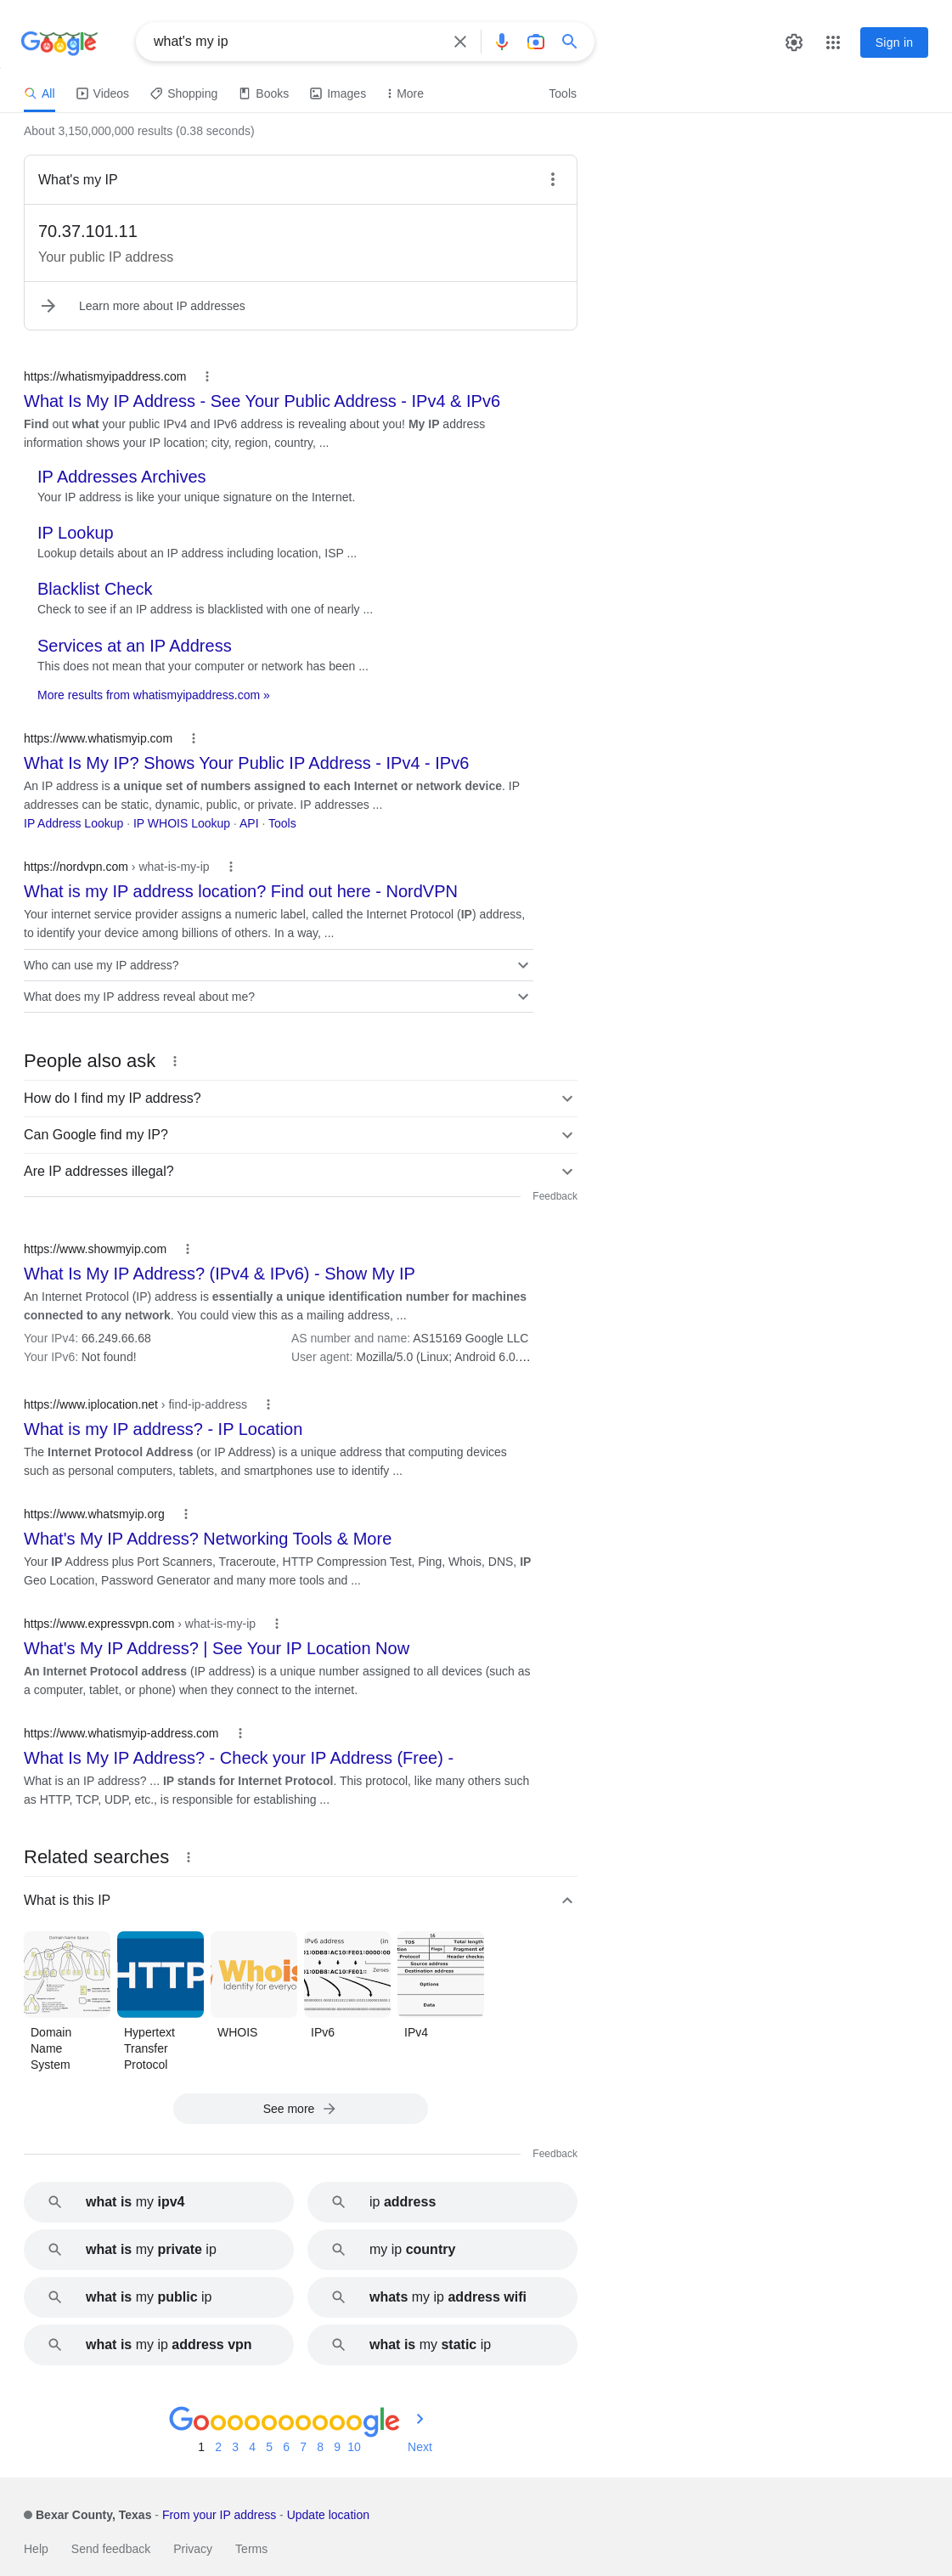 Google
what's my ip
Sign in
All
Videos
Shopping
Books
Images
More
Tools
About 3,150,000,000 results (0.38 seconds)
What's my IP
70.37.101.11
Your public IP address
Learn more about IP addresses
https://whatismyipaddress.com
What Is My IP Address - See Your Public Address - IPv4 & IPv6
Find out what your public IPv4 and IPv6 address is revealing about you! My IP address
information shows your IP location; city, region, country, ...
IP Addresses Archives
Your IP address is like your unique signature on the Internet.
IP Lookup
Lookup details about an IP address including location, ISP ...
Blacklist Check
Check to see if an IP address is blacklisted with one of nearly ...
Services at an IP Address
This does not mean that your computer or network has been ...
More results from whatismyipaddress.com »
https://www.whatismyip.com
What Is My IP? Shows Your Public IP Address - IPv4 - IPv6
An IP address is a unique set of numbers assigned to each Internet or network device. IP
addresses can be static, dynamic, public, or private. IP addresses ...
IP Address Lookup · IP WHOIS Lookup · API · Tools
https://nordvpn.com › what-is-my-ip
What is my IP address location? Find out here - NordVPN
Your internet service provider assigns a numeric label, called the Internet Protocol (IP) address,
to identify your device among billions of others. In a way, ...
Who can use my IP address?
What does my IP address reveal about me?
People also ask
How do I find my IP address?
Can Google find my IP?
Are IP addresses illegal?
Feedback
https://www.showmyip.com
What Is My IP Address? (IPv4 & IPv6) - Show My IP
An Internet Protocol (IP) address is essentially a unique identification number for machines
connected to any network. You could view this as a mailing address, ...
Your IPv4: 66.249.66.68
AS number and name: AS15169 Google LLC
Your IPv6: Not found!
User agent: Mozilla/5.0 (Linux; Android 6.0....
https://www.iplocation.net › find-ip-address
What is my IP address? - IP Location
The Internet Protocol Address (or IP Address) is a unique address that computing devices
such as personal computers, tablets, and smartphones use to identify ...
https://www.whatsmyip.org
What's My IP Address? Networking Tools & More
Your IP Address plus Port Scanners, Traceroute, HTTP Compression Test, Ping, Whois, DNS, IP
Geo Location, Password Generator and many more tools and ...
https://www.expressvpn.com › what-is-my-ip
What's My IP Address? | See Your IP Location Now
An Internet Protocol address (IP address) is a unique number assigned to all devices (such as
a computer, tablet, or phone) when they connect to the internet.
https://www.whatismyip-address.com
What Is My IP Address? - Check your IP Address (Free) -
What is an IP address? ... IP stands for Internet Protocol. This protocol, like many others such
as HTTP, TCP, UDP, etc., is responsible for establishing ...
Related searches
What is this IP
Domain Name Space
HTTP
Whois
Identity for everyo
IPv6 address (in
Zeroes
16
TOS Total length
Flags Fragment of
Protocol Header checksu
Source address
Destination address
Options
Data
Domain
Name
System
Hypertext
Transfer
Protocol
WHOIS
IPv6
IPv4
See more
Feedback
what is my ipv4
ip address
what is my private ip
my ip country
what is my public ip
whats my ip address wifi
what is my ip address vpn
what is my static ip
Goooooooooogle
1 2 3 4 5 6 7 8 9 10 Next
Bexar County, Texas - From your IP address - Update location
Help
Send feedback
Privacy
Terms